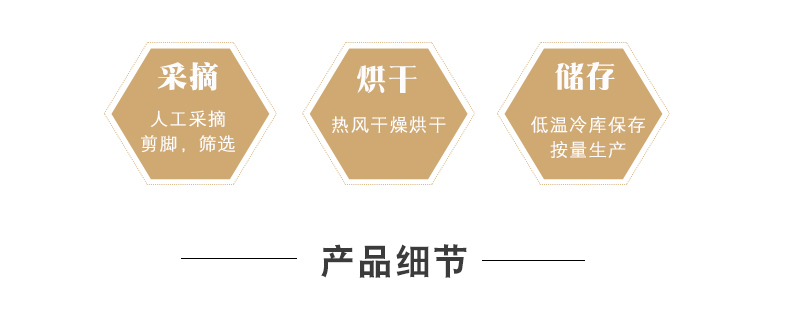 采摘
人工采摘
剪脚，筛选
烘干
热风干燥烘干
储存
低温冷库保存
按量生产
产品细节